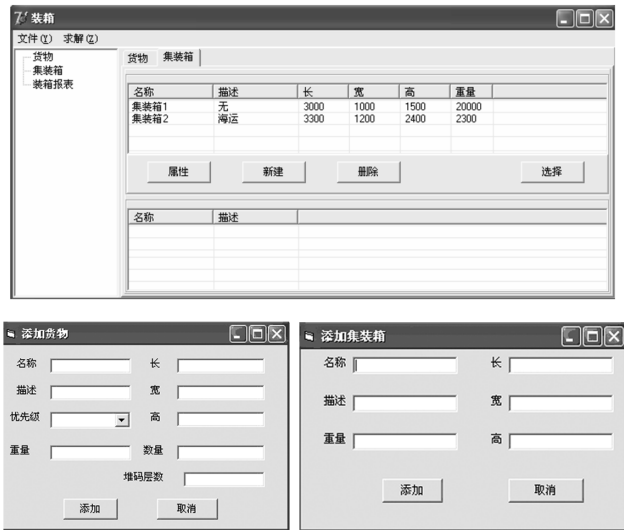 装箱
文件(Y) 求解(Z)
货物
集装箱
装箱报表
货物 集装箱
名称 描述 长 宽 高 重量
集装箱1 无 3000 1000 1500 20000
集装箱2 海运 3300 1200 2400 2300
属性 新建 删除 选择
名称 描述
添加货物
名称 长
描述 宽
优先级 高
重量 数量
堆码层数
添加 取消
添加集装箱
名称 长
描述 宽
重量 高
添加 取消